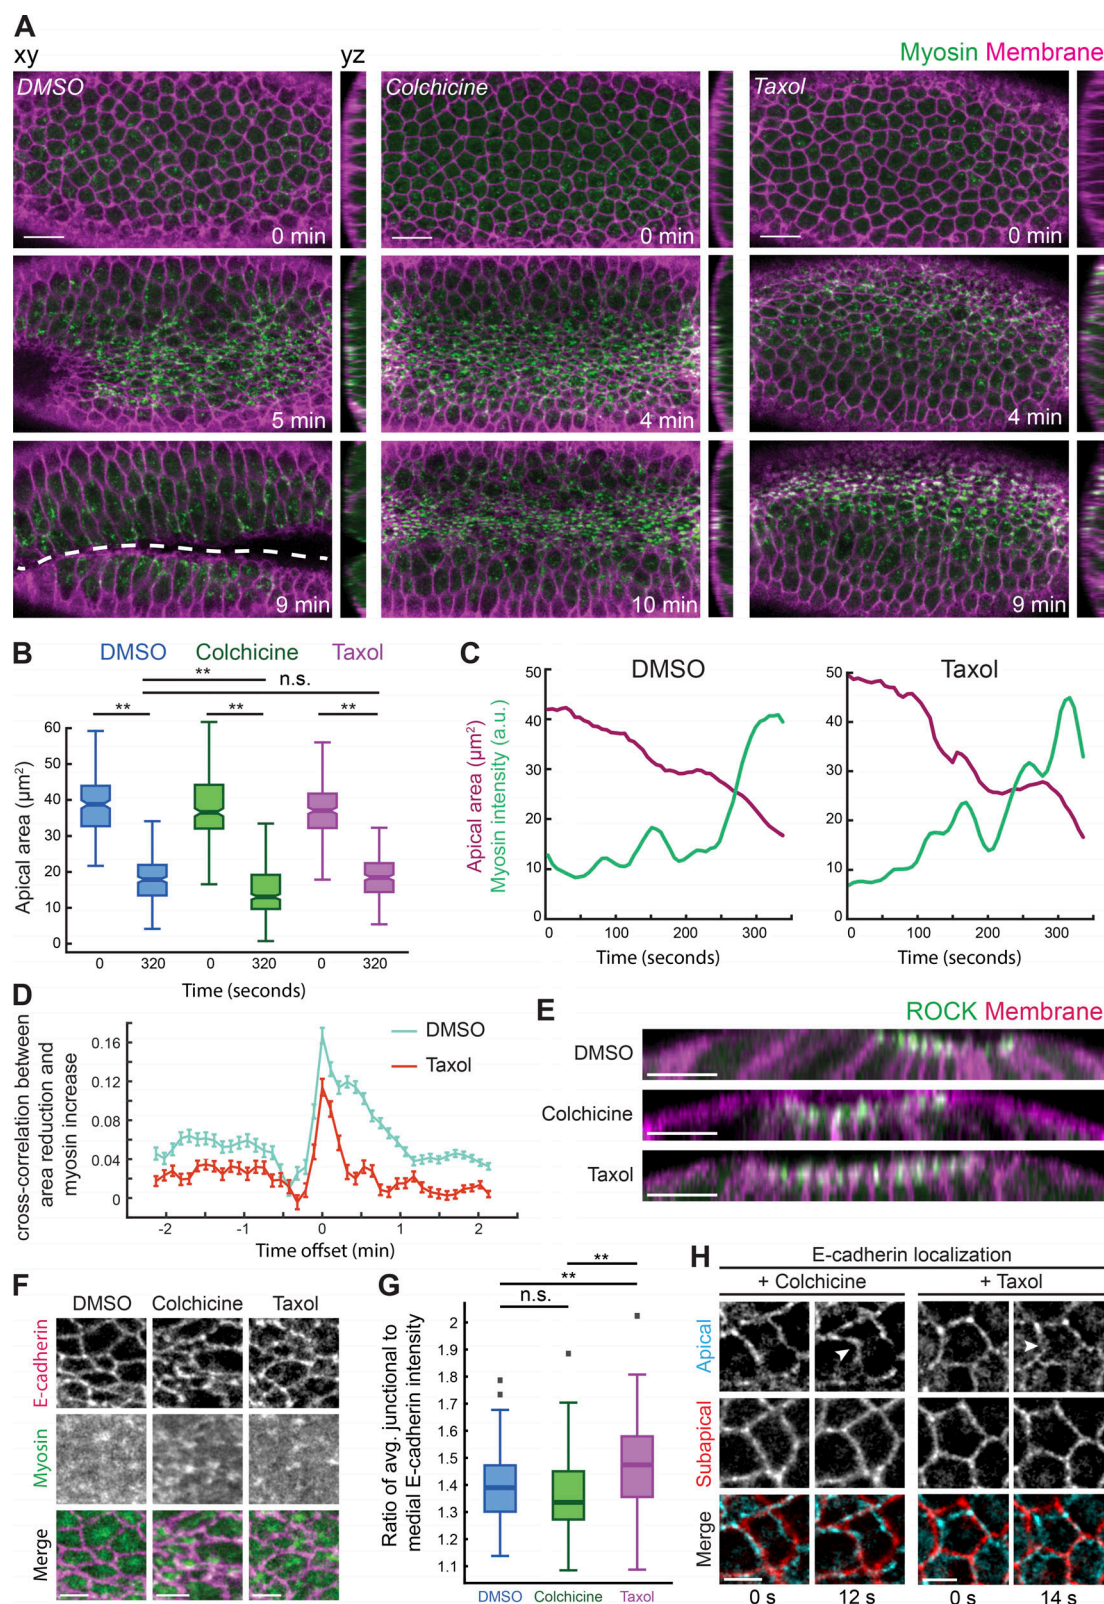 A
xy
yz
Myosin Membrane
DMSO
Colchicine
Taxol
0 min
0 min
0 min
5 min
4 min
4 min
9 min
10 min
9 min
B
DMSO Colchicine Taxol
**
n.s.
** ** **
Apical area (µm²)
60
50
40
30
20
10
0
0 320 0 320 0 320
Time (seconds)
C
DMSO
Taxol
Apical area (µm²)
Myosin intensity (a.u.)
50
40
30
20
10
0
0 100 200 300
Time (seconds)
50
40
30
20
10
0
0 100 200 300
Time (seconds)
D
cross-correlation between
area reduction and
myosin increase
0.16
0.12
0.08
0.04
0
DMSO
Taxol
-2 -1 0 1 2
Time offset (min)
E
ROCK Membrane
DMSO
Colchicine
Taxol
F
DMSO Colchicine Taxol
E-cadherin
Myosin
Merge
G
**
**
n.s.
Ratio of avg. junctional to
medial E-cadherin intensity
2
1.9
1.8
1.7
1.6
1.5
1.4
1.3
1.2
1.1
DMSO Colchicine Taxol
H
E-cadherin localization
+ Colchicine + Taxol
Apical
Subapical
Merge
0 s 12 s 0 s 14 s